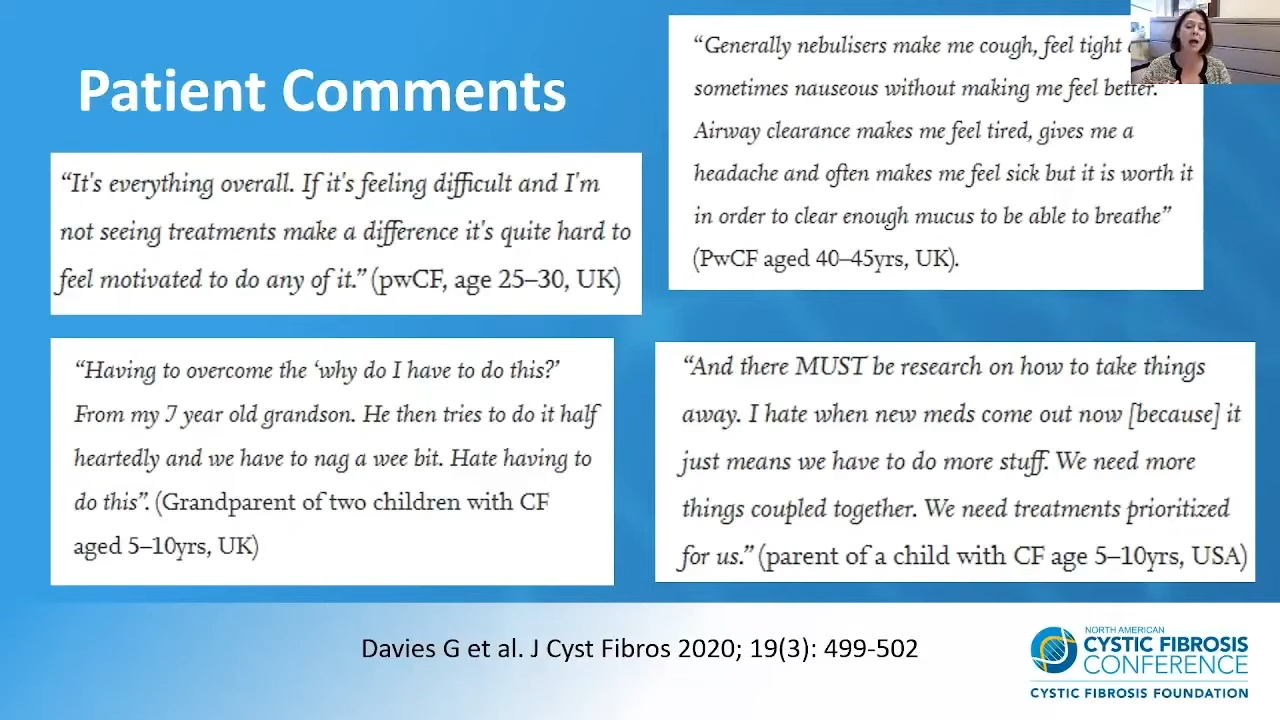 Patient Comments
“It's everything overall. If it's feeling difficult and I'm
not seeing treatments make a difference it's quite hard to
feel motivated to do any of it.” (pwCF, age 25–30, UK)
“Generally nebulisers make me cough, feel tight
sometimes nauseous without making me feel better.
Airway clearance makes me feel tired, gives me a
headache and often makes me feel sick but it is worth it
in order to clear enough mucus to be able to breathe”
(PwCF aged 40–45yrs, UK).
“Having to overcome the ‘why do I have to do this?’
From my 7 year old grandson. He then tries to do it half
heartedly and we have to nag a wee bit. Hate having to
do this”. (Grandparent of two children with CF
aged 5–10yrs, UK)
“And there MUST be research on how to take things
away. I hate when new meds come out now [because] it
just means we have to do more stuff. We need more
things coupled together. We need treatments prioritized
for us.” (parent of a child with CF age 5–10yrs, USA)
Davies G et al. J Cyst Fibros 2020; 19(3): 499-502
NORTH AMERICAN
CYSTIC FIBROSIS
CONFERENCE
CYSTIC FIBROSIS FOUNDATION